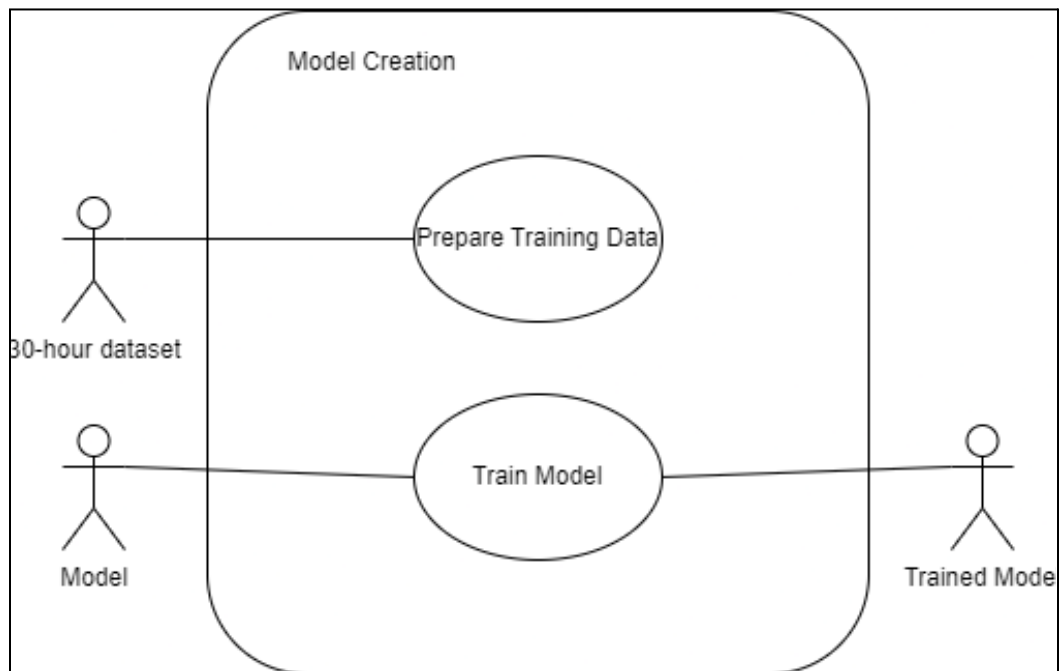 Model Creation
Prepare Training Data
30-hour dataset
Train Model
Model
Trained Mode